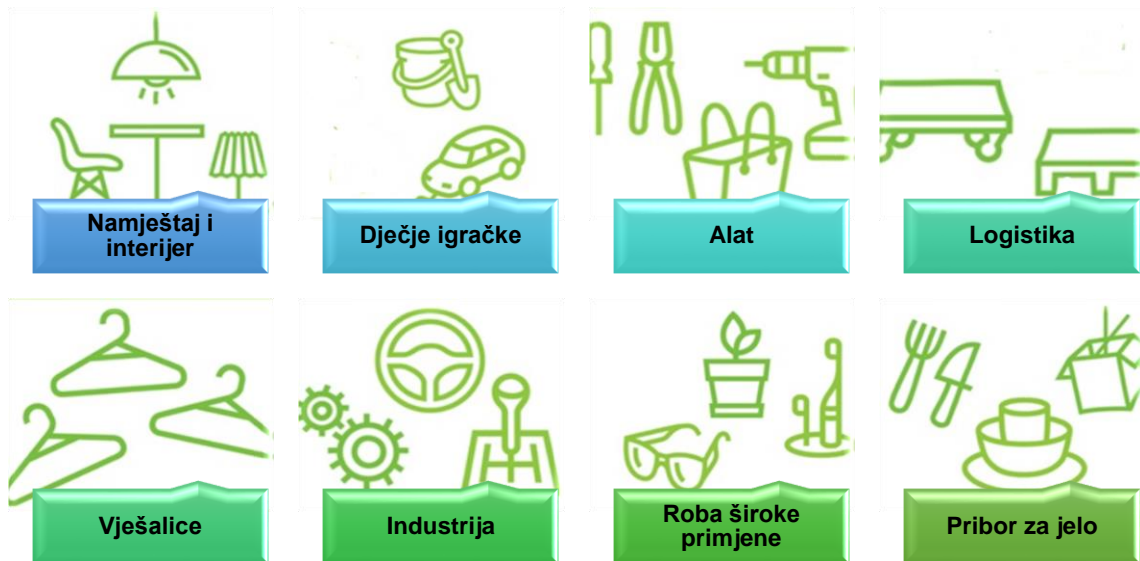 Namještaj i
interijer
Dječje igračke
Alat
Logistika
Vješalice
Industrija
Roba široke
primjene
Pribor za jelo